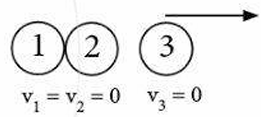 1 2 3
v₁ = v₂ = 0 v₃ = 0